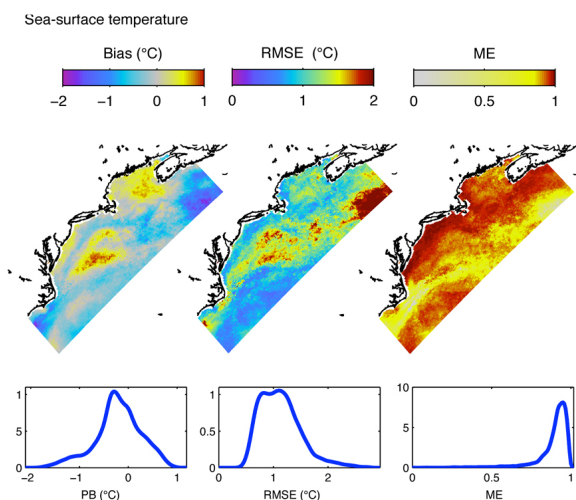 Sea-surface temperature
Bias (°C) RMSE (°C) ME
−2 −1 0 1 0 1 2 0 0.5 1
1 1 10
0.5 5
0 0 0
−2 −1 0 1 0 1 2 0 0.5 1
PB (°C) RMSE (°C) ME